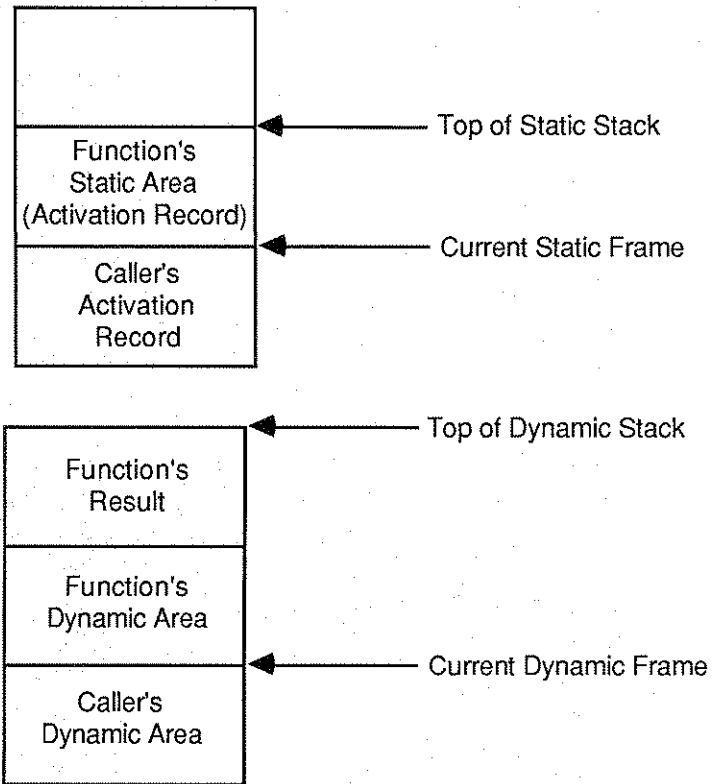 Top of Static Stack
Function's
Static Area
(Activation Record)
Current Static Frame
Caller's
Activation
Record
Top of Dynamic Stack
Function's
Result
Function's
Dynamic Area
Current Dynamic Frame
Caller's
Dynamic Area